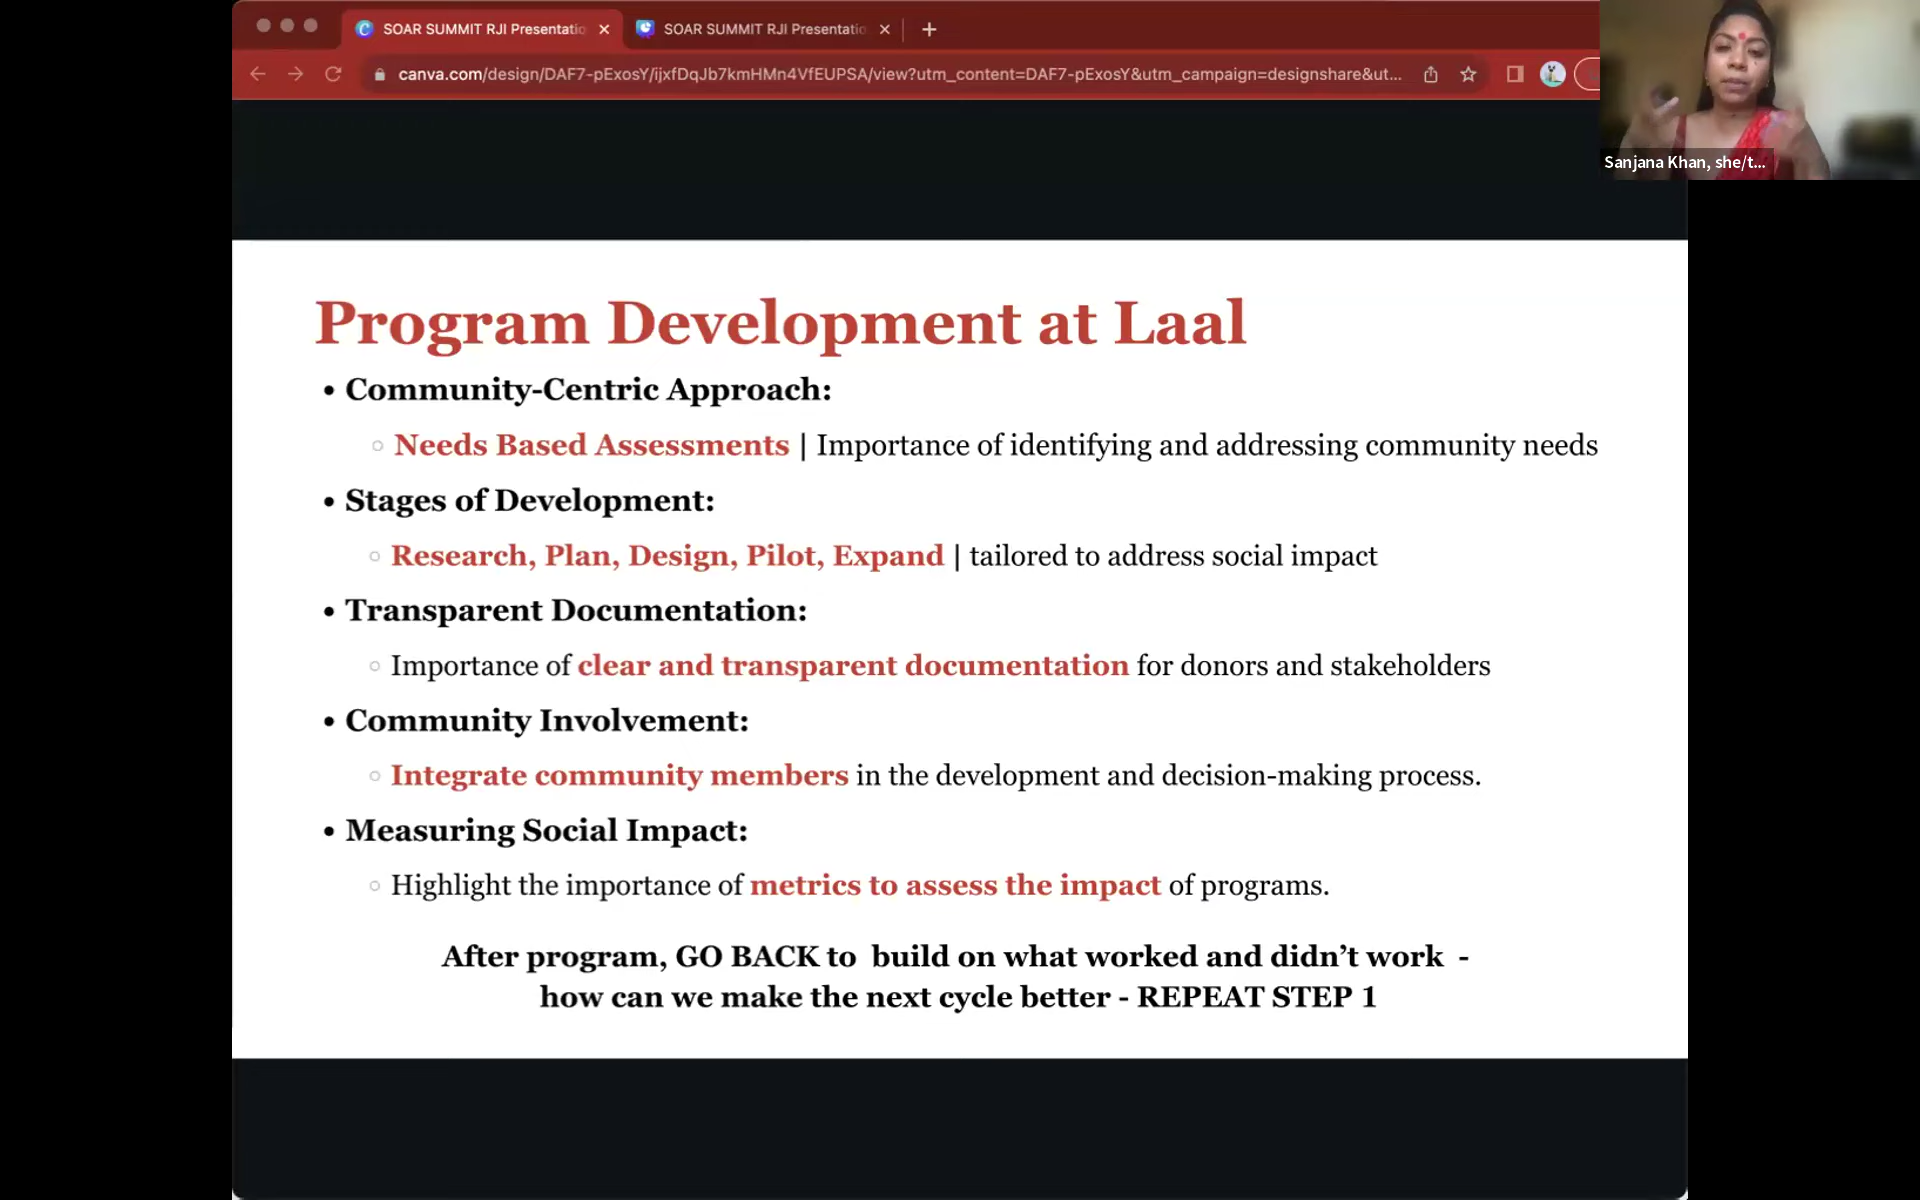 SOAR SUMMIT RJI Presentatio
SOAR SUMMIT RJI Presentatio
canva.com/design/DAF7-pExosY/ijxfDqJb7kmHMn4VfEUPSA/view?utm_content=DAF7-pExosY&utm_campaign=designshare&ut...
Sanjana Khan, she/t...
Program Development at Laal
• Community-Centric Approach:
○ Needs Based Assessments | Importance of identifying and addressing community needs
• Stages of Development:
○ Research, Plan, Design, Pilot, Expand | tailored to address social impact
• Transparent Documentation:
○ Importance of clear and transparent documentation for donors and stakeholders
• Community Involvement:
○ Integrate community members in the development and decision-making process.
• Measuring Social Impact:
○ Highlight the importance of metrics to assess the impact of programs.
After program, GO BACK to build on what worked and didn’t work -
how can we make the next cycle better - REPEAT STEP 1